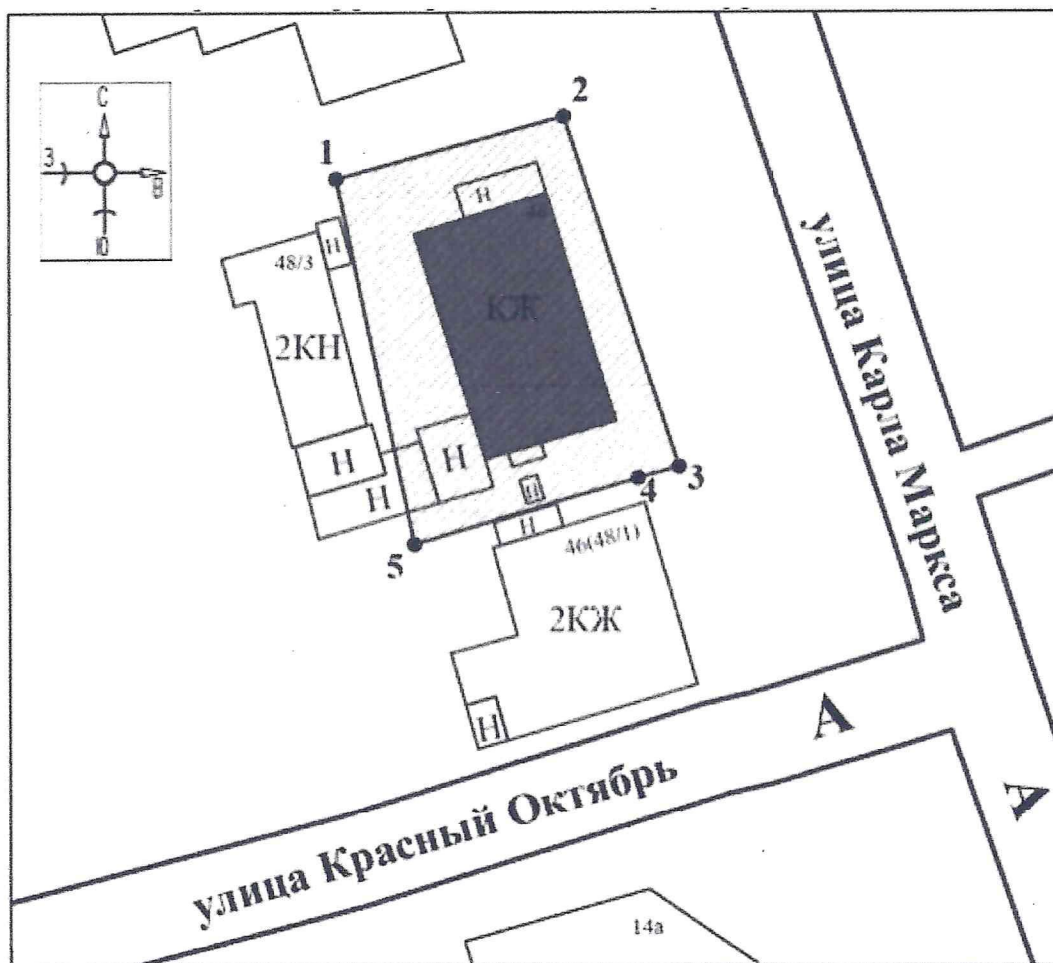 С
З
В
Ю
1
2
Н
КЖ
48/3
Н
2КН
Н
Н
Н
3
4
5
Н
46(48/1)
2КЖ
Н
улица Карла Маркса
А
А
улица Красный Октябрь
14а